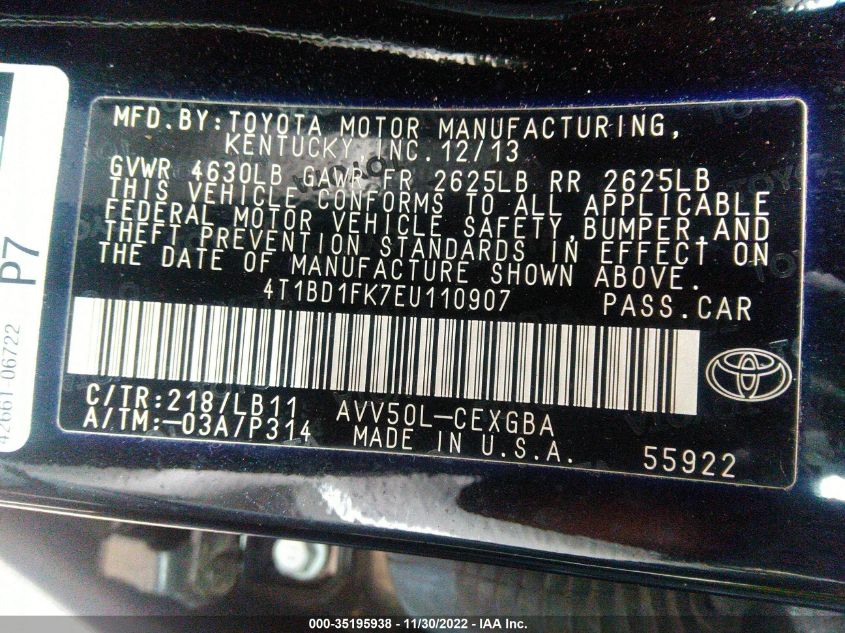 MFD.BY:TOYOTA MOTOR MANUFACTURING,
KENTUCKY INC.12/13
GVWR 4630LB GAWR FR 2625LB RR 2625LB
THIS VEHICLE CONFORMS TO ALL APPLICABLE
FEDERAL MOTOR VEHICLE SAFETY,BUMPER,AND
THEFT PREVENTION STANDARDS IN EFFECT ON
THE DATE OF MANUFACTURE SHOWN ABOVE.
4T1BD1FK7EU110907 PASS.CAR
C/TR:218/LB11 AVV50L-CEXGBA
A/TM:-03A/P314 MADE IN U.S.A. 55922
P7
42661-06722
000-35195938 - 11/30/2022 - IAA Inc.